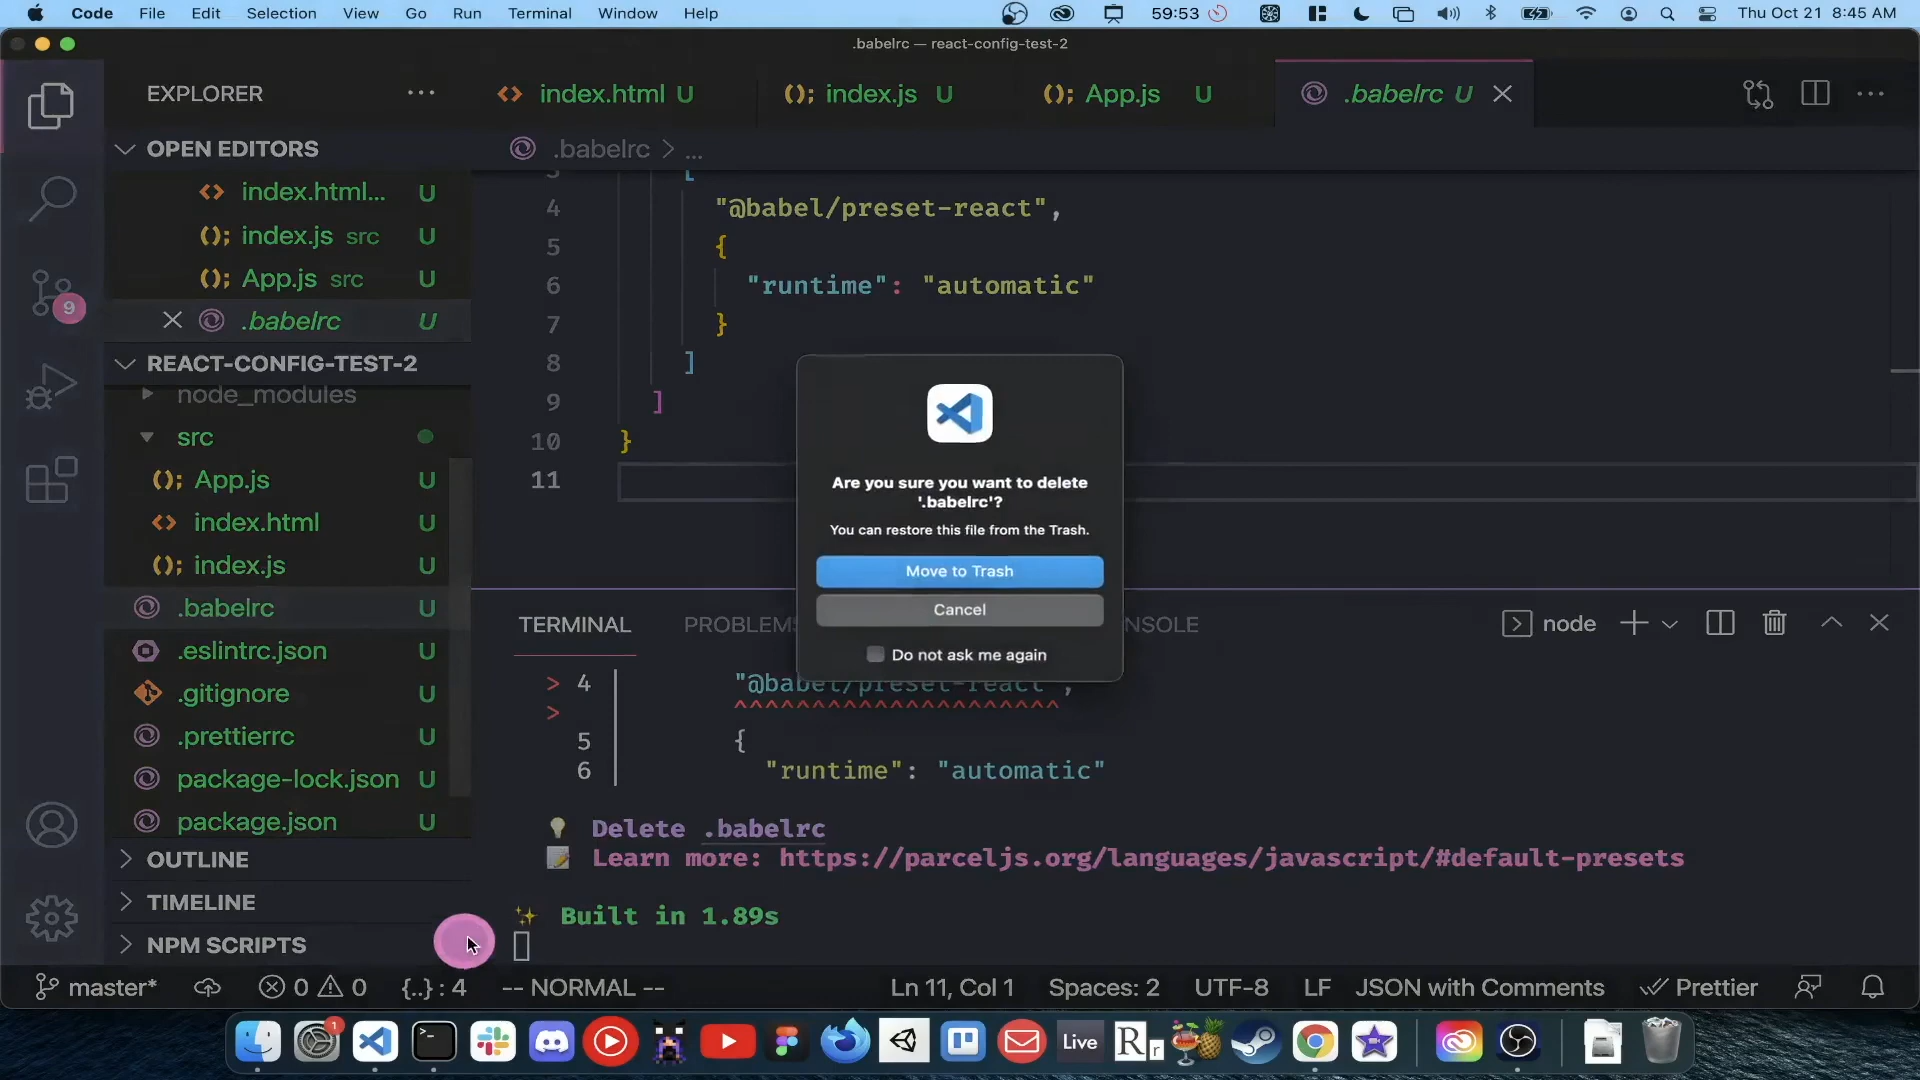 Code File Edit Selection View Go Run Terminal Window Help 59:53 Thu Oct 21 8:45 AM
.babelrc — react-config-test-2
EXPLORER
index.html U
(); index.js U
(); App.js U
.babelrc U
OPEN EDITORS
index.html... U
(); index.js src U
(); App.js src U
.babelrc U
REACT-CONFIG-TEST-2
node_modules
src
(); App.js U
index.html U
(); index.js U
.babelrc U
.eslintrc.json U
.gitignore U
.prettierrc U
package-lock.json U
package.json U
OUTLINE
TIMELINE
NPM SCRIPTS
9
.babelrc > ...
3 [
4 "@babel/preset-react",
5 {
6 "runtime": "automatic"
7 }
8 ]
9 ]
10 }
11
Are you sure you want to delete
'.babelrc'?
You can restore this file from the Trash.
Move to Trash
Cancel
Do not ask me again
TERMINAL
node
> 4 "@babel/preset-react",
> ^^^^^^^^^^^^^^^^^^^^^
5 {
6 "runtime": "automatic"
Delete .babelrc
Learn more: https://parceljs.org/languages/javascript/#default-presets
Built in 1.89s
master* 0 0 {..} : 4 -- NORMAL -- Ln 11, Col 1 Spaces: 2 UTF-8 LF JSON with Comments Prettier
1
Live
R r